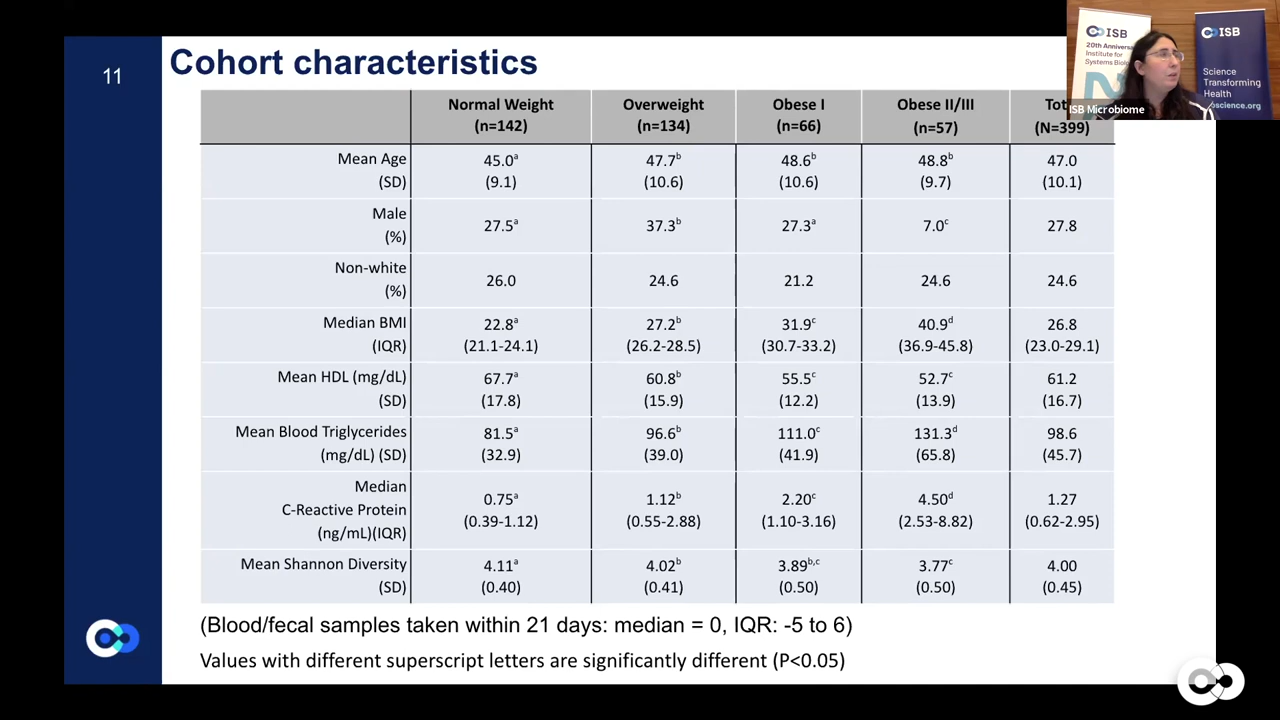 11
Cohort characteristics
Normal Weight (n=142) Overweight (n=134) Obese I (n=66) Obese II/III (n=57) (N=399)
Mean Age (SD) 45.0ᵃ (9.1) 47.7ᵇ (10.6) 48.6ᵇ (10.6) 48.8ᵇ (9.7) 47.0 (10.1)
Male (%) 27.5ᵃ 37.3ᵇ 27.3ᵃ 7.0ᶜ 27.8
Non-white (%) 26.0 24.6 21.2 24.6 24.6
Median BMI (IQR) 22.8ᵃ (21.1-24.1) 27.2ᵇ (26.2-28.5) 31.9ᶜ (30.7-33.2) 40.9ᵈ (36.9-45.8) 26.8 (23.0-29.1)
Mean HDL (mg/dL) (SD) 67.7ᵃ (17.8) 60.8ᵇ (15.9) 55.5ᶜ (12.2) 52.7ᶜ (13.9) 61.2 (16.7)
Mean Blood Triglycerides (mg/dL) (SD) 81.5ᵃ (32.9) 96.6ᵇ (39.0) 111.0ᶜ (41.9) 131.3ᵈ (65.8) 98.6 (45.7)
Median C-Reactive Protein (ng/mL)(IQR) 0.75ᵃ (0.39-1.12) 1.12ᵇ (0.55-2.88) 2.20ᶜ (1.10-3.16) 4.50ᵈ (2.53-8.82) 1.27 (0.62-2.95)
Mean Shannon Diversity (SD) 4.11ᵃ (0.40) 4.02ᵇ (0.41) 3.89ᵇ,ᶜ (0.50) 3.77ᶜ (0.50) 4.00 (0.45)
(Blood/fecal samples taken within 21 days: median = 0, IQR: -5 to 6)
Values with different superscript letters are significantly different (P<0.05)
ISB
20th
Institute for
Systems
ISB
Science
Transforming
Health
ISB Microbiome